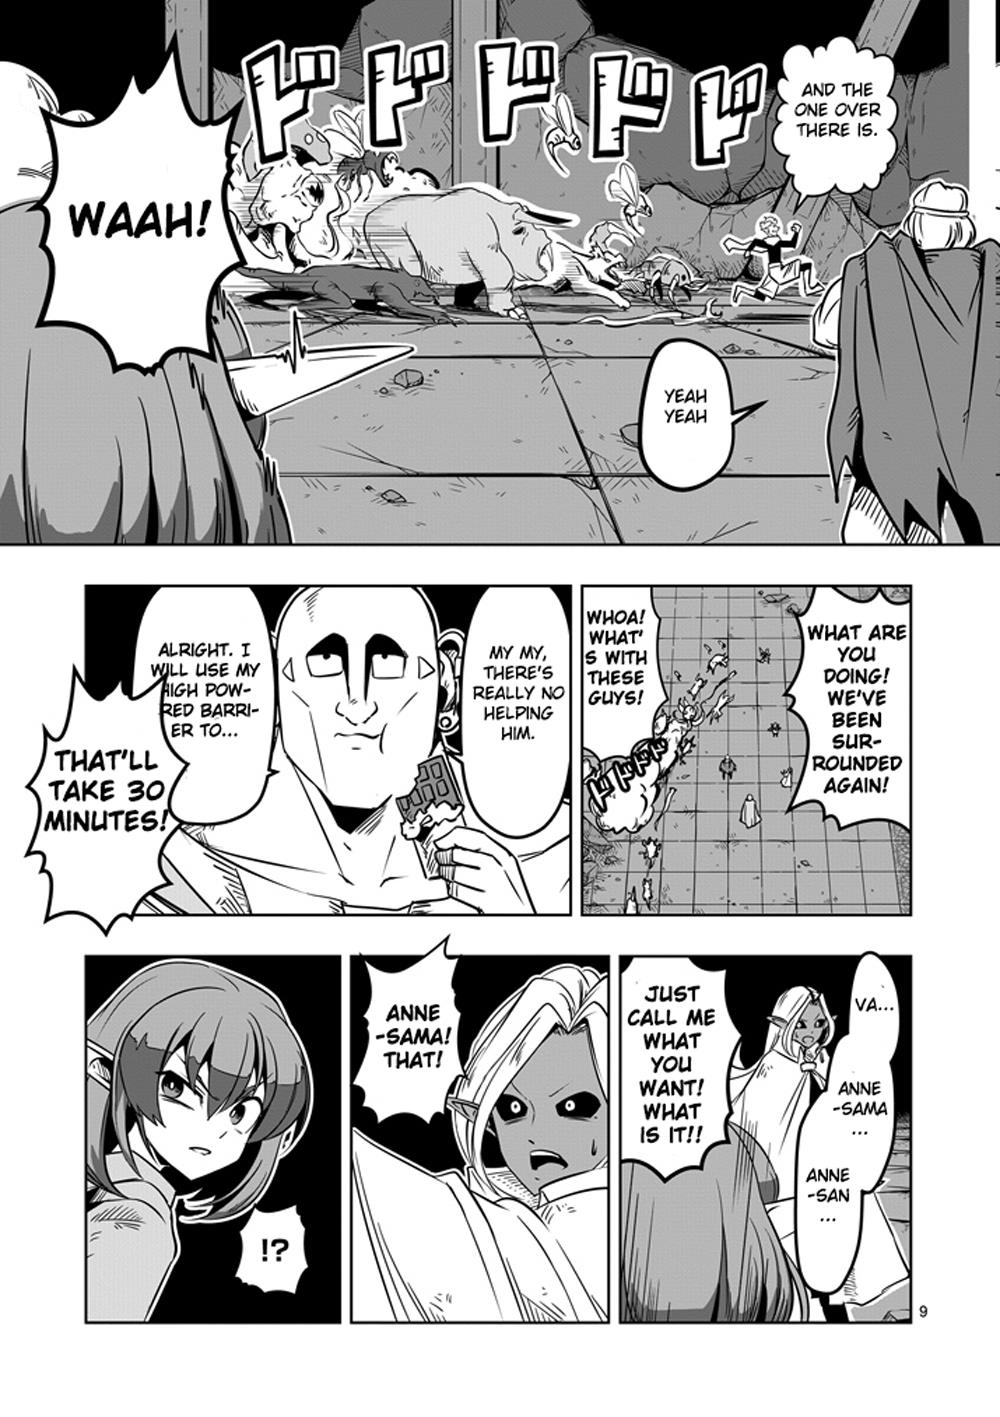 AND THE
ONE OVER
THERE IS.
ドドドドド
WAAH!
YEAH
YEAH
WHAT ARE
YOU
DOING!
WE'VE
BEEN
SUR-
ROUNDED
AGAIN!
WHOA!
WHAT'
S WITH
THESE
GUYS!
ドドドド
MY MY,
THERE'S
REALLY NO
HELPING
HIM.
ALRIGHT. I
WILL USE MY
HIGH POW-
RED BARRI-
ER TO...
THAT'LL
TAKE 30
MINUTES!
VA...
ANNE
-SAMA
...
ANNE
-SAN
...
JUST
CALL ME
WHAT
YOU
WANT!
WHAT
IS IT!!
ANNE
-SAMA!
THAT!
!?
9